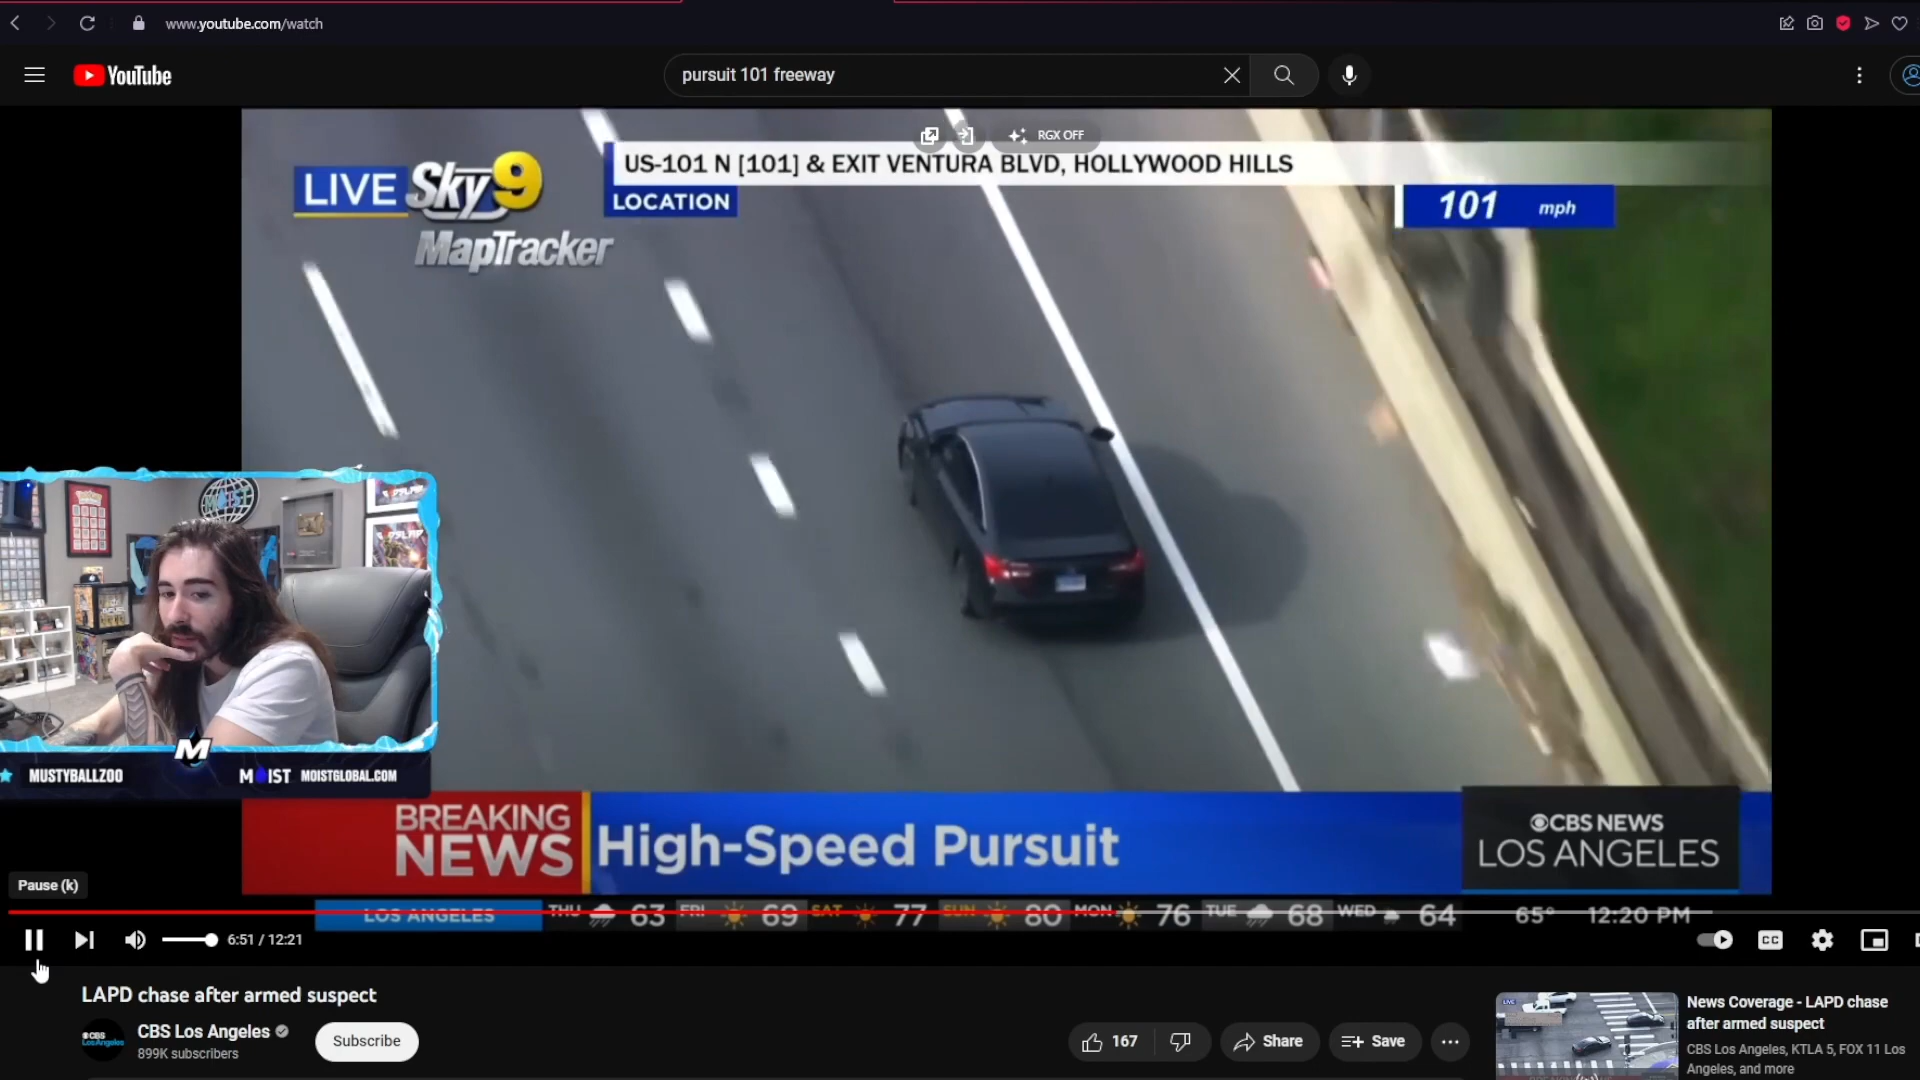 www.youtube.com/watch
YouTube
pursuit 101 freeway
RGX OFF
US-101 N [101] & EXIT VENTURA BLVD, HOLLYWOOD HILLS
LIVE Sky9
LOCATION
101 mph
MapTracker
MOIST
M
MUSTYBALLZOO
MOIST MOISTGLOBAL.COM
BREAKING
NEWS
High-Speed Pursuit
CBS NEWS
LOS ANGELES
Pause (k)
LOS ANGELES THU 63 FRI 69 SAT 77 SUN 80 MON 76 TUE 68 WED 64 65° 12:20 PM
6:51 / 12:21
CC
LAPD chase after armed suspect
CBS Los Angeles
899K subscribers
Subscribe
167
Share
Save
News Coverage - LAPD chase
after armed suspect
CBS Los Angeles, KTLA 5, FOX 11 Los
Angeles, and more